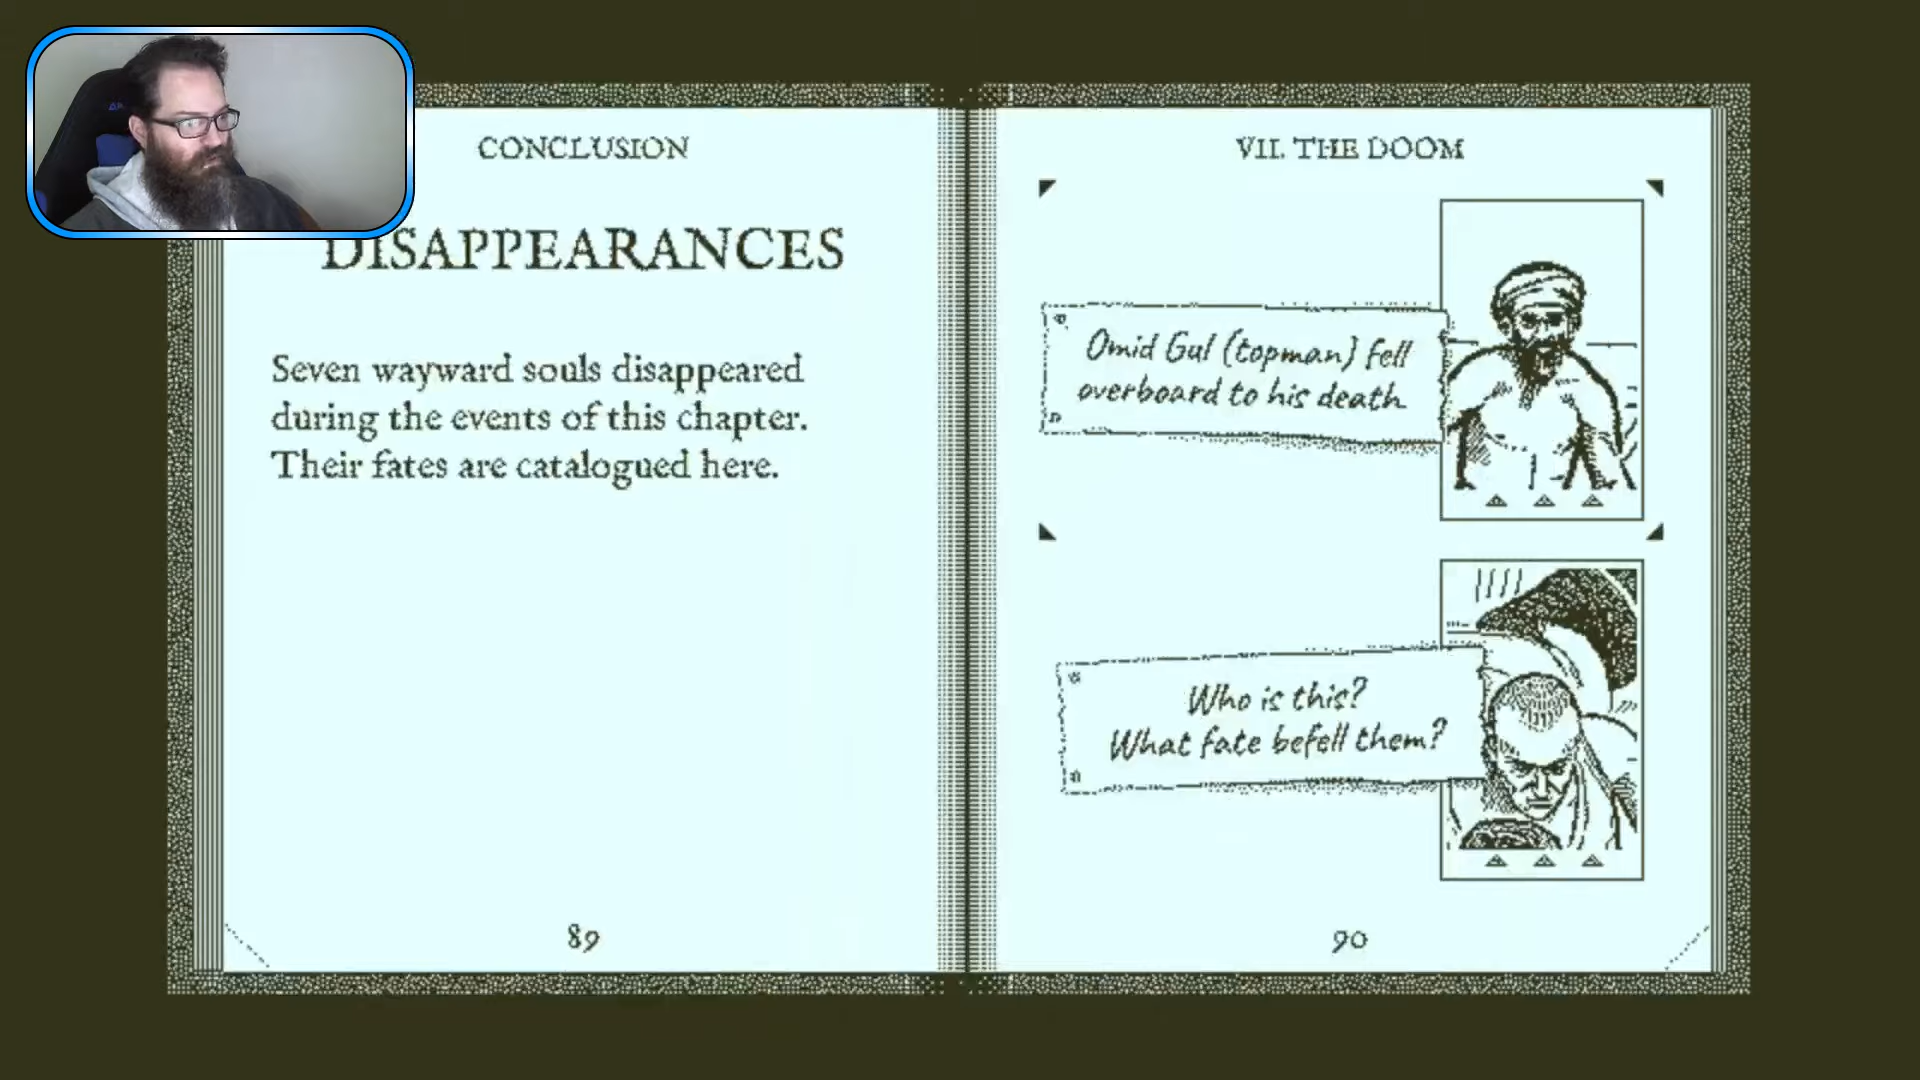 CONCLUSION
DISAPPEARANCES
Seven wayward souls disappeared
during the events of this chapter.
Their fates are catalogued here.
89
VII. THE DOOM
Omid Gul (topman) fell
overboard to his death.
Who is this?
What fate befell them?
90